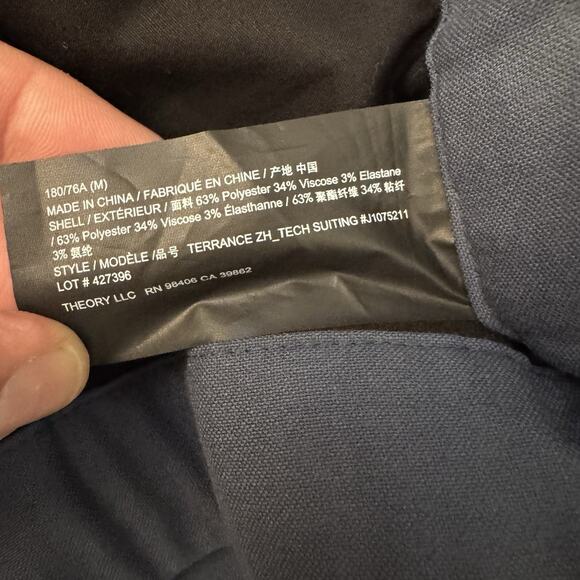 180/76A (M)
MADE IN CHINA / FABRIQUÉ EN CHINE / 产地 中国
SHELL / EXTÉRIEUR / 面料 63% Polyester 34% Viscose 3% Elastane
/ 63% Polyester 34% Viscose 3% Élasthanne / 63% 聚酯纤维 34% 粘纤
3% 氨纶
STYLE / MODÈLE /品号 TERRANCE ZH_TECH SUITING #J1075211
LOT # 427396
THEORY LLC RN 98406 CA 39862